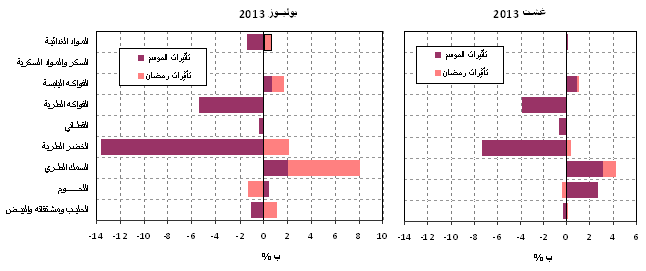 يوليوز 2013
غشت 2013
المواد الغذائية
السكر والمواد السكرية
الفواكه اليابسة
الفواكه الطرية
القطاني
الخضر الطرية
السمك الطري
اللحوم
الحليب ومشتقاته والبيض
تأثيرات الموسم
تأثيرات رمضان
تأثيرات الموسم
تأثيرات رمضان
-14 -12 -10 -8 -6 -4 -2 0 2 4 6 8 10
-14 -12 -10 -8 -6 -4 -2 0 2 4 6
ب %
ب %